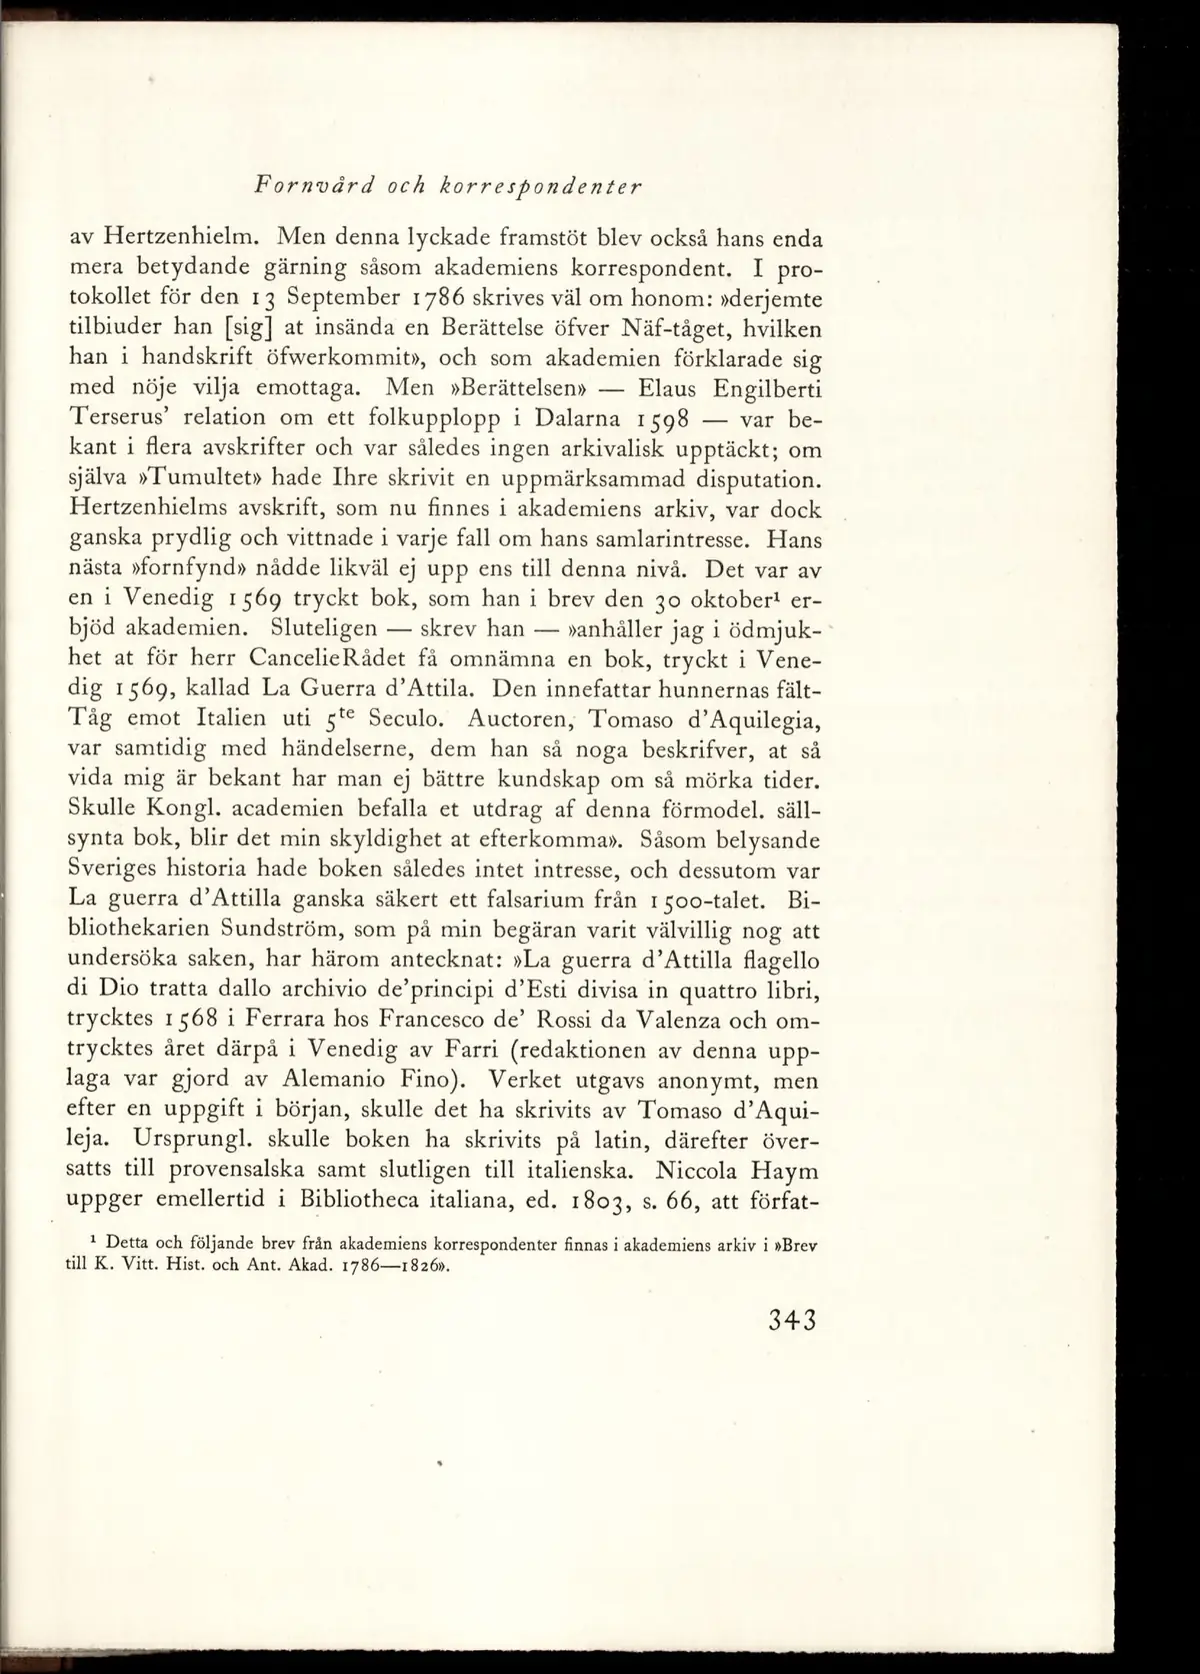 Fornvård och korrespondenter
av Hertzenhielm. Men denna lyckade framstöt blev också hans enda
mera betydande gärning såsom akademiens korrespondent. I pro-
tokollet för den 13 September 1786 skrives väl om honom: »derjemte
tilbiuder han [sig] at insända en Berättelse öfver Näf-tåget, hvilken
han i handskrift öfwerkommit», och som akademien förklarade sig
med nöje vilja emottaga. Men »Berättelsen» — Elaus Engilberti
Terserus’ relation om ett folkupplopp i Dalarna 1598 — var be-
kant i flera avskrifter och var således ingen arkivalisk upptäckt; om
själva »Tumultet» hade Ihre skrivit en uppmärksammad disputation.
Hertzenhielms avskrift, som nu finnes i akademiens arkiv, var dock
ganska prydlig och vittnade i varje fall om hans samlarintresse. Hans
nästa »fornfynd» nådde likväl ej upp ens till denna nivå. Det var av
en i Venedig 1569 tryckt bok, som han i brev den 30 oktober¹ er-
bjöd akademien. Sluteligen — skrev han — »anhåller jag i ödmjuk-
het at för herr CancelieRådet få omnämna en bok, tryckt i Vene-
dig 1569, kallad La Guerra d’Attila. Den innefattar hunnernas fält-
Tåg emot Italien uti 5te Seculo. Auctoren, Tomaso d’Aquilegia,
var samtidig med händelserne, dem han så noga beskrifver, at så
vida mig är bekant har man ej bättre kundskap om så mörka tider.
Skulle Kongl. academien befalla et utdrag af denna förmodel. säll-
synta bok, blir det min skyldighet at efterkomma». Såsom belysande
Sveriges historia hade boken således intet intresse, och dessutom var
La guerra d’Attilla ganska säkert ett falsarium från 1500-talet. Bi-
bliothekarien Sundström, som på min begäran varit välvillig nog att
undersöka saken, har härom antecknat: »La guerra d’Attilla flagello
di Dio tratta dallo archivio de’principi d’Esti divisa in quattro libri,
trycktes 1568 i Ferrara hos Francesco de’ Rossi da Valenza och om-
trycktes året därpå i Venedig av Farri (redaktionen av denna upp-
laga var gjord av Alemanio Fino). Verket utgavs anonymt, men
efter en uppgift i början, skulle det ha skrivits av Tomaso d’Aqui-
leja. Ursprungl. skulle boken ha skrivits på latin, därefter över-
satts till provensalska samt slutligen till italienska. Niccola Haym
uppger emellertid i Bibliotheca italiana, ed. 1803, s. 66, att förfat-
¹ Detta och följande brev från akademiens korrespondenter finnas i akademiens arkiv i »Brev
till K. Vitt. Hist. och Ant. Akad. 1786—1826».
343